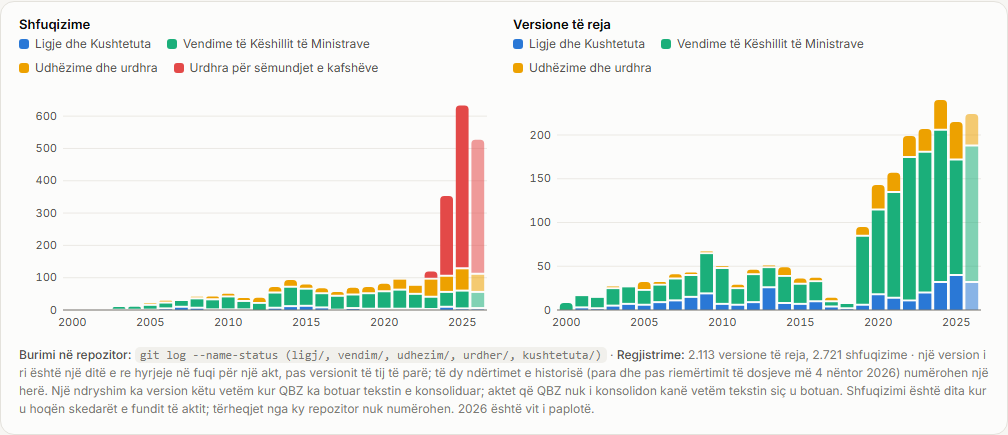 Shfuqizime
Ligje dhe Kushtetuta
Vendime të Këshillit të Ministrave
Udhëzime dhe urdhra
Urdhra për sëmundjet e kafshëve
600
500
400
300
200
100
0
2000
2005
2010
2015
2020
2025
Versione të reja
Ligje dhe Kushtetuta
Vendime të Këshillit të Ministrave
Udhëzime dhe urdhra
200
150
100
50
0
2000
2005
2010
2015
2020
2025
Burimi në repozitor: git log --name-status (ligj/, vendim/, udhezim/, urdher/, kushtetuta/) · Regjistrime: 2.113 versione të reja, 2.721 shfuqizime · një version i
ri është një ditë e re hyrjeje në fuqi për një akt, pas versionit të tij të parë; të dy ndërtimet e historisë (para dhe pas riemërtimit të dosjeve më 4 nëntor 2026) numërohen një
herë. Një ndryshim ka version këtu vetëm kur QBZ ka botuar tekstin e konsoliduar; aktet që QBZ nuk i konsolidon kanë vetëm tekstin siç u botuan. Shfuqizimi është dita kur
u hoqën skedarët e fundit të aktit; tërheqjet nga ky repozitor nuk numërohen. 2026 është vit i paplotë.